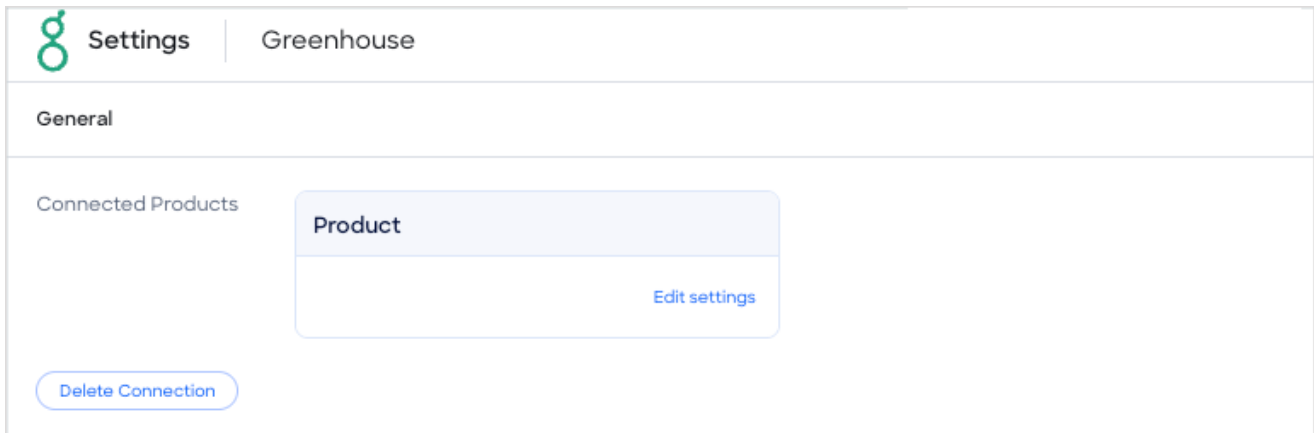 Settings Greenhouse
General
Connected Products
Product
Edit settings
Delete Connection